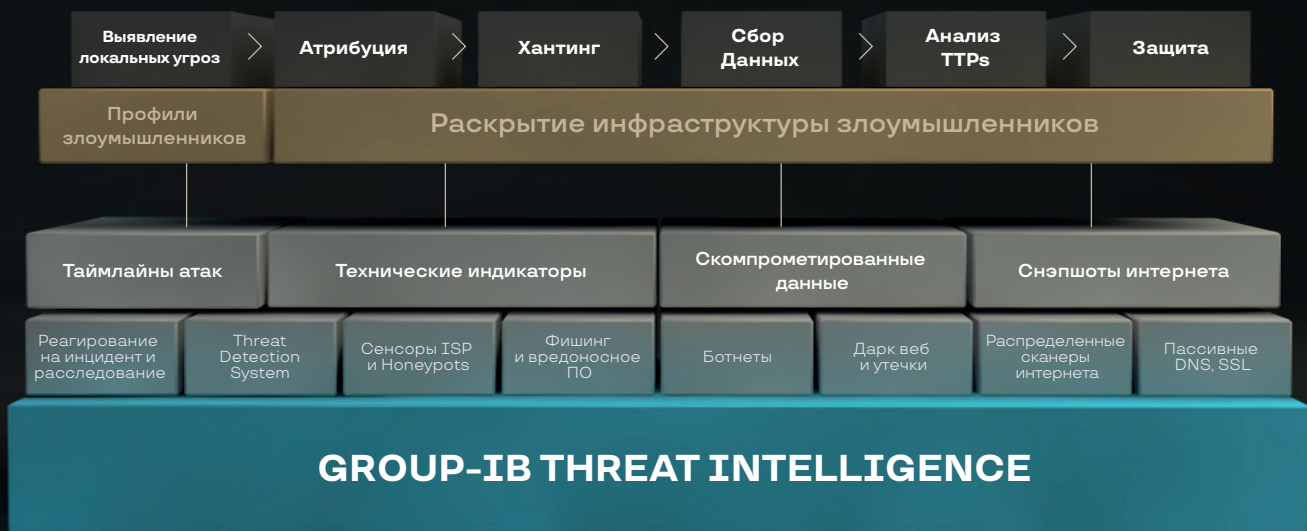 Выявление
локальных угроз
Атрибуция
Хантинг
Сбор
Данных
Анализ
TTPs
Защита
Профили
злоумышленников
Раскрытие инфраструктуры злоумышленников
Таймлайны атак
Технические индикаторы
Скомпрометированные
данные
Снэпшоты интернета
Реагирование
на инцидент и
расследование
Threat
Detection
System
Сенсоры ISP
и Honeypots
Фишинг
и вредоносное
ПО
Ботнеты
Дарк веб
и утечки
Распределенные
сканеры
интернета
Пассивные
DNS, SSL
GROUP-IB THREAT INTELLIGENCE